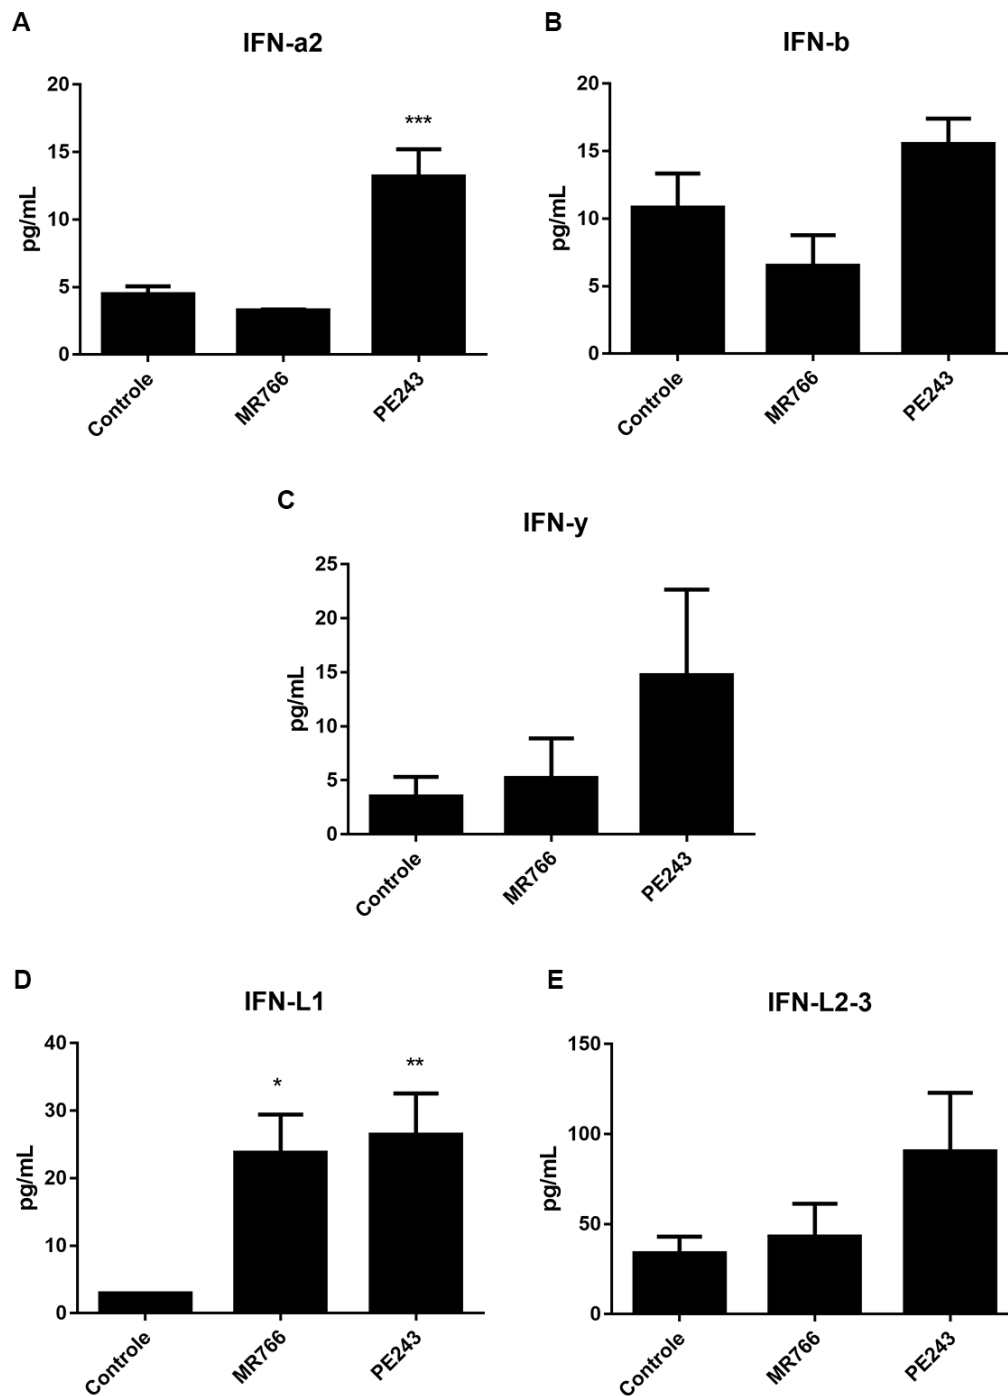 A
IFN-a2
20
15
10
5
0
pg/mL
***
Controle
MR766
PE243
B
IFN-b
20
15
10
5
0
pg/mL
Controle
MR766
PE243
C
IFN-y
25
20
15
10
5
0
pg/mL
Controle
MR766
PE243
D
IFN-L1
40
30
20
10
0
pg/mL
*
**
Controle
MR766
PE243
E
IFN-L2-3
150
100
50
0
pg/mL
Controle
MR766
PE243